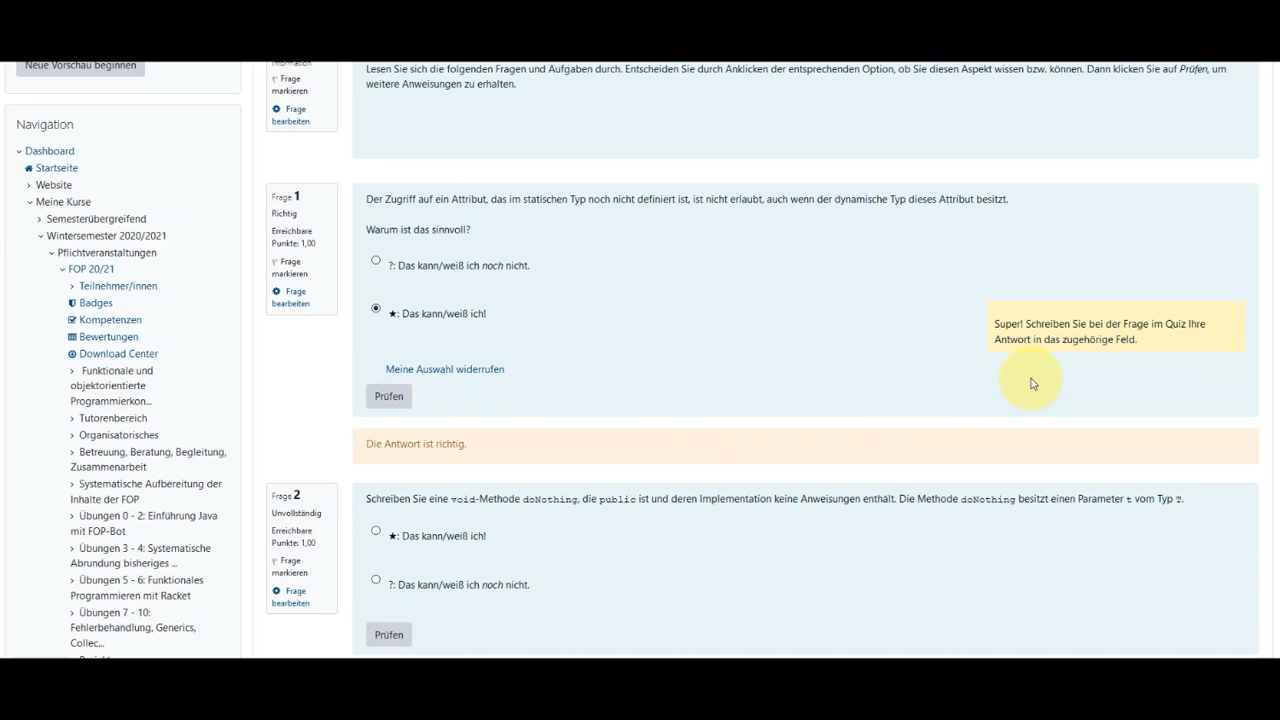 Neue Vorschau beginnen
Navigation
Dashboard
Startseite
Website
Meine Kurse
Semesterübergreifend
Wintersemester 2020/2021
Pflichtveranstaltungen
FOP 20/21
Teilnehmer/innen
Badges
Kompetenzen
Bewertungen
Download Center
Funktionale und
objektorientierte
Programmierkon...
Tutorenbereich
Organisatorisches
Betreuung, Beratung, Begleitung,
Zusammenarbeit
Systematische Aufbereitung der
Inhalte der FOP
Übungen 0 - 2: Einführung Java
mit FOP-Bot
Übungen 3 - 4: Systematische
Abrundung bisheriges ...
Übungen 5 - 6: Funktionales
Programmieren mit Racket
Übungen 7 - 10:
Fehlerbehandlung, Generics,
Collec...
Information
Frage
markieren
Frage
bearbeiten
Lesen Sie sich die folgenden Fragen und Aufgaben durch. Entscheiden Sie durch Anklicken der entsprechenden Option, ob Sie diesen Aspekt wissen bzw. können. Dann klicken Sie auf Prüfen, um
weitere Anweisungen zu erhalten.
Frage 1
Richtig
Erreichbare
Punkte: 1,00
Frage
markieren
Frage
bearbeiten
Der Zugriff auf ein Attribut, das im statischen Typ noch nicht definiert ist, ist nicht erlaubt, auch wenn der dynamische Typ dieses Attribut besitzt.
Warum ist das sinnvoll?
?: Das kann/weiß ich noch nicht.
★: Das kann/weiß ich!
Super! Schreiben Sie bei der Frage im Quiz Ihre
Antwort in das zugehörige Feld.
Meine Auswahl widerrufen
Prüfen
Die Antwort ist richtig.
Frage 2
Unvollständig
Erreichbare
Punkte: 1,00
Frage
markieren
Frage
bearbeiten
Schreiben Sie eine void-Methode doNothing, die public ist und deren Implementation keine Anweisungen enthält. Die Methode doNothing besitzt einen Parameter t vom Typ T.
★: Das kann/weiß ich!
?: Das kann/weiß ich noch nicht.
Prüfen